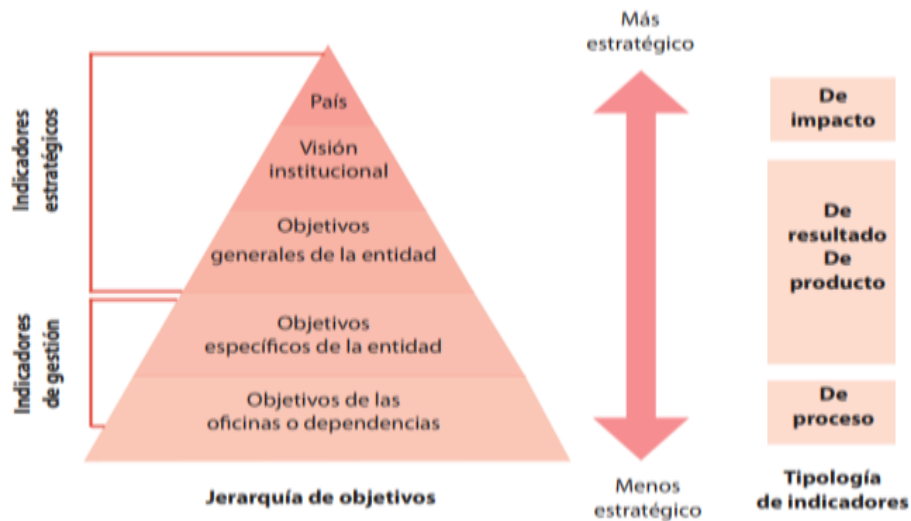 Indicadores
estratégicos
Indicadores
de gestión
País
Visión
institucional
Objetivos
generales de la entidad
Objetivos
específicos de la entidad
Objetivos de las
oficinas o dependencias
Jerarquía de objetivos
Más
estratégico
Menos
estratégico
De
impacto
De
resultado
De
producto
De
proceso
Tipología
de indicadores